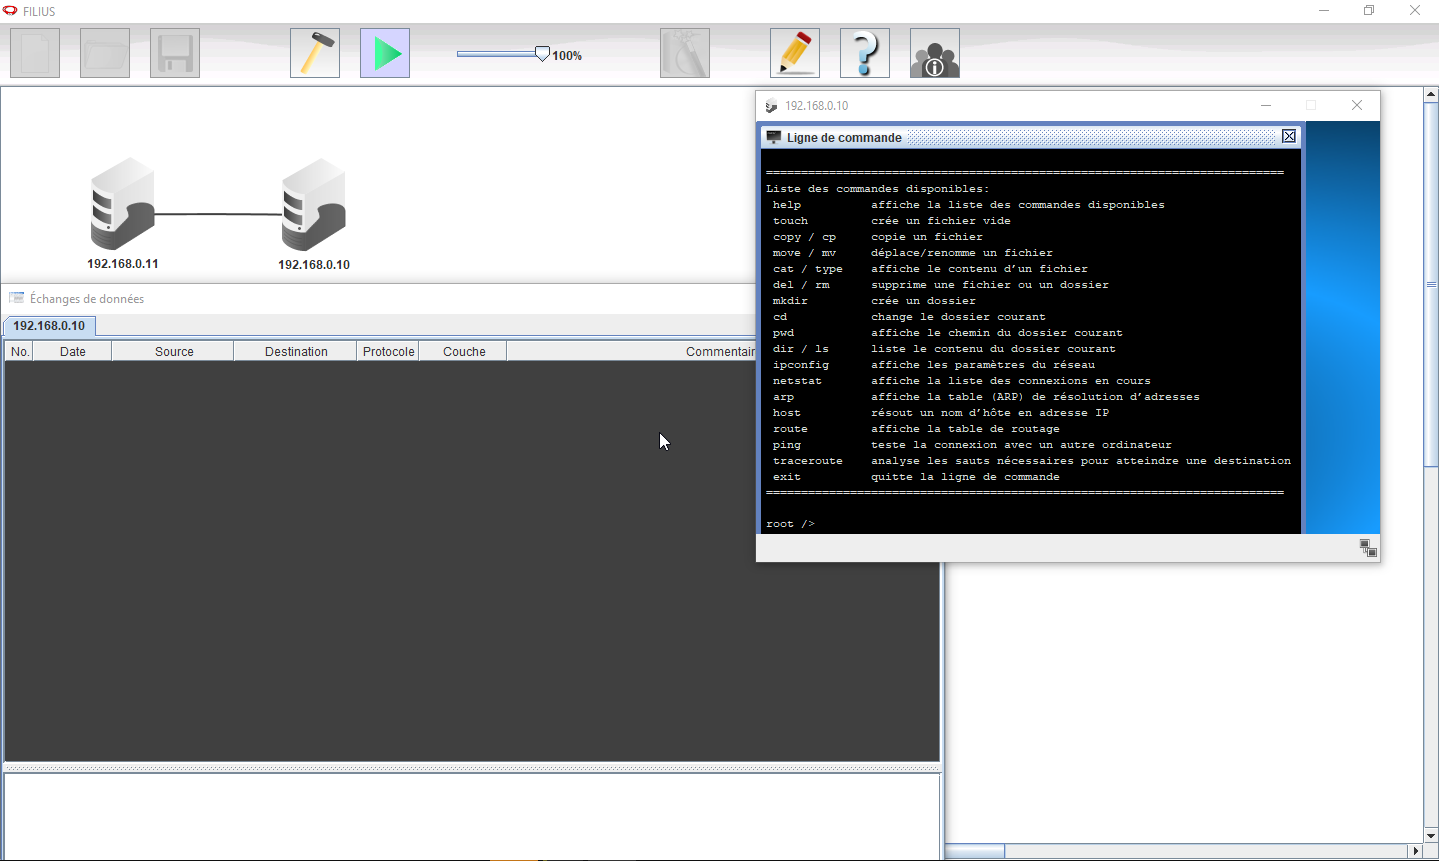 FILIUS
100%
192.168.0.11
192.168.0.10
Échanges de données
192.168.0.10
No. Date Source Destination Protocole Couche Commentair
192.168.0.10
Ligne de commande
Liste des commandes disponibles:
help affiche la liste des commandes disponibles
touch crée un fichier vide
copy / cp copie un fichier
move / mv déplace/renomme un fichier
cat / type affiche le contenu d'un fichier
del / rm supprime une fichier ou un dossier
mkdir crée un dossier
cd change le dossier courant
pwd affiche le chemin du dossier courant
dir / ls liste le contenu du dossier courant
ipconfig affiche les paramètres du réseau
netstat affiche la liste des connexions en cours
arp affiche la table (ARP) de résolution d'adresses
host résout un nom d'hôte en adresse IP
route affiche la table de routage
ping teste la connexion avec un autre ordinateur
traceroute analyse les sauts nécessaires pour atteindre une destination
exit quitte la ligne de commande
root />